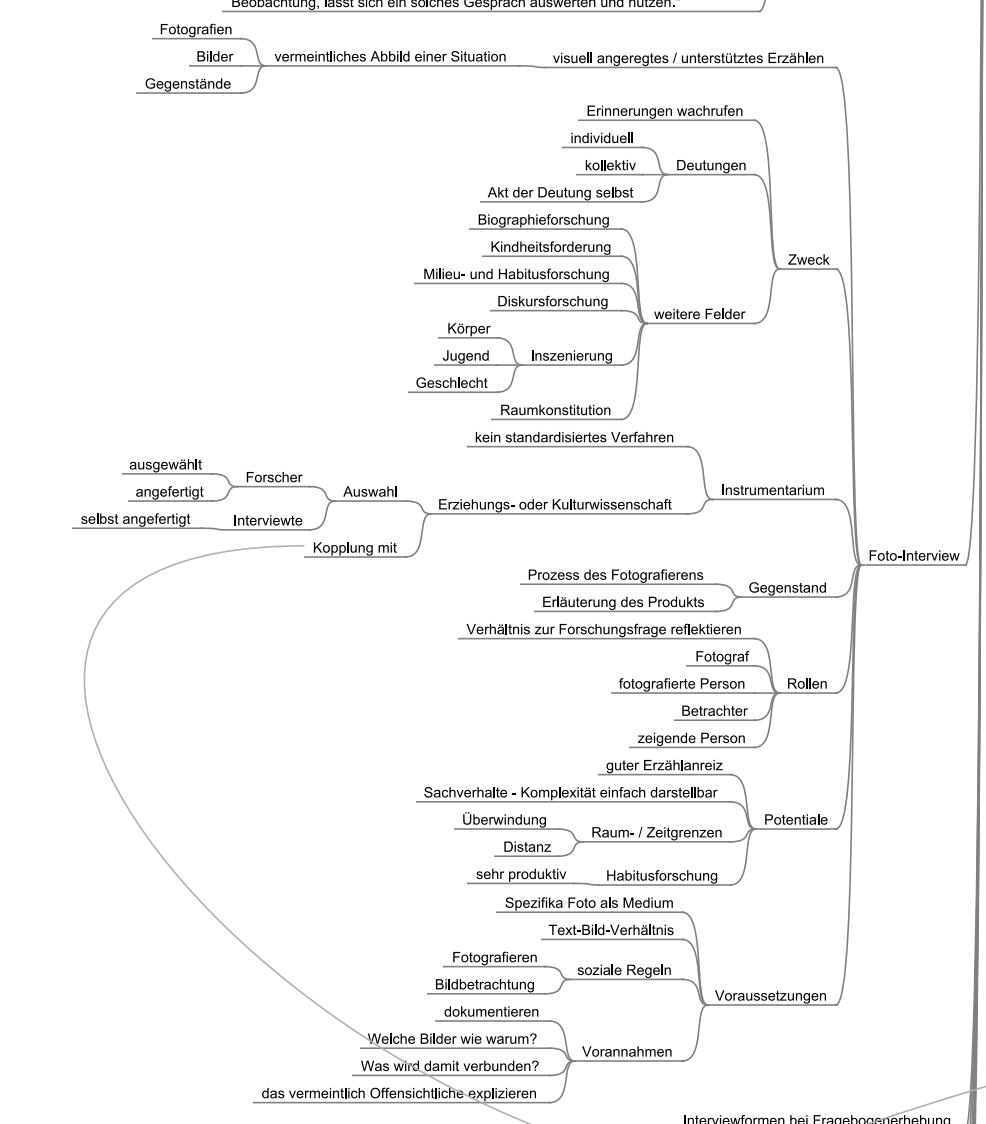 Beobachtung, lässt sich ein solches Gespräch auswerten und nutzen."
Fotografien
Bilder
Gegenstände
vermeintliches Abbild einer Situation
visuell angeregtes / unterstütztes Erzählen
Erinnerungen wachrufen
individuell
kollektiv
Akt der Deutung selbst
Deutungen
Biographieforschung
Kindheitsforderung
Milieu- und Habitusforschung
Diskursforschung
Körper
Jugend
Geschlecht
Inszenierung
Raumkonstitution
weitere Felder
Zweck
kein standardisiertes Verfahren
ausgewählt
angefertigt
Forscher
selbst angefertigt
Interviewte
Auswahl
Kopplung mit
Erziehungs- oder Kulturwissenschaft
Instrumentarium
Foto-Interview
Prozess des Fotografierens
Erläuterung des Produkts
Gegenstand
Verhältnis zur Forschungsfrage reflektieren
Fotograf
fotografierte Person
Betrachter
zeigende Person
Rollen
guter Erzählanreiz
Sachverhalte - Komplexität einfach darstellbar
Überwindung
Distanz
Raum- / Zeitgrenzen
sehr produktiv
Habitusforschung
Potentiale
Spezifika Foto als Medium
Text-Bild-Verhältnis
Fotografieren
Bildbetrachtung
soziale Regeln
dokumentieren
Welche Bilder wie warum?
Was wird damit verbunden?
das vermeintlich Offensichtliche explizieren
Vorannahmen
Voraussetzungen
Interviewformen bei Fragebogenerhebung